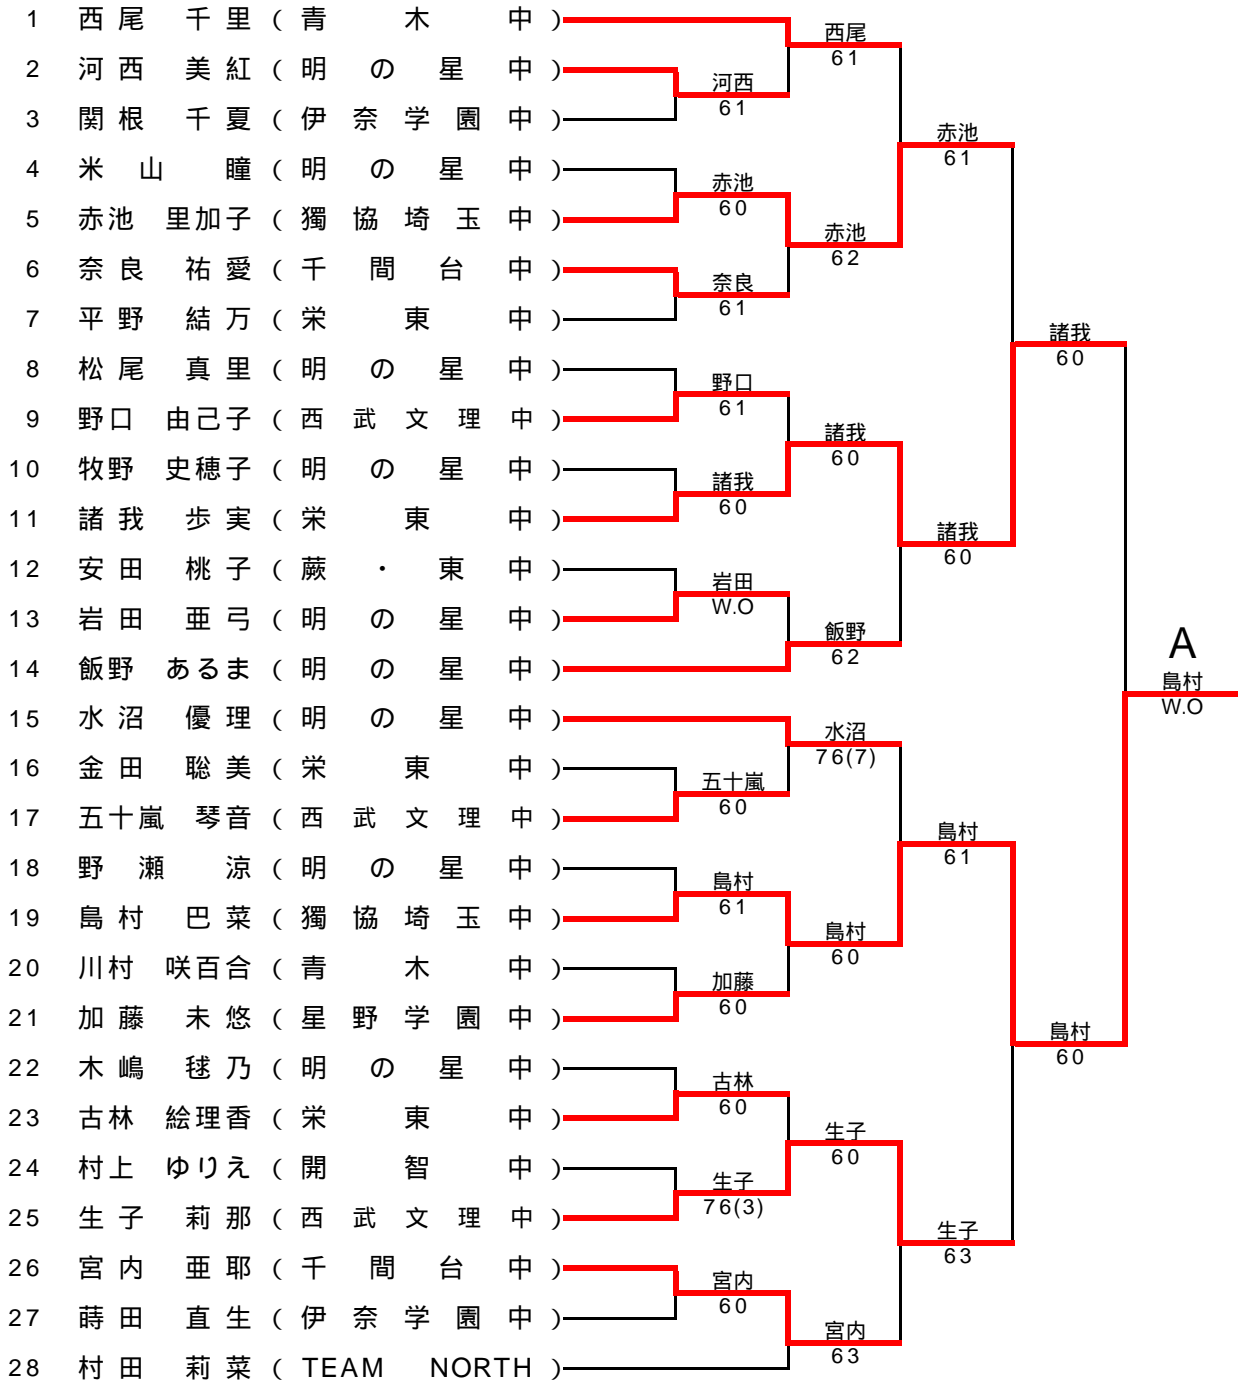 1 西尾 千里 ( 青木中 )
2 河西 美紅 ( 明の星中 )
3 関根 千夏 ( 伊奈学園中 )
4 米山 瞳 ( 明の星中 )
5 赤池 里加子 ( 獨協埼玉中 )
6 奈良 祐愛 ( 千間台中 )
7 平野 結万 ( 栄東中 )
8 松尾 真里 ( 明の星中 )
9 野口 由己子 ( 西武文理中 )
10 牧野 史穂子 ( 明の星中 )
11 諸我 歩実 ( 栄東中 )
12 安田 桃子 ( 蕨・東中 )
13 岩田 亜弓 ( 明の星中 )
14 飯野 あるま ( 明の星中 )
15 水沼 優理 ( 明の星中 )
16 金田 聡美 ( 栄東中 )
17 五十嵐 琴音 ( 西武文理中 )
18 野瀬 涼 ( 明の星中 )
19 島村 巴菜 ( 獨協埼玉中 )
20 川村 咲百合 ( 青木中 )
21 加藤 未悠 ( 星野学園中 )
22 木嶋 毬乃 ( 明の星中 )
23 古林 絵理香 ( 栄東中 )
24 村上 ゆりえ ( 開智中 )
25 生子 莉那 ( 西武文理中 )
26 宮内 亜耶 ( 千間台中 )
27 蒔田 直生 ( 伊奈学園中 )
28 村田 莉菜 ( TEAM NORTH )
河西
61
赤池
60
奈良
61
野口
61
諸我
60
岩田
W.O
五十嵐
60
島村
61
加藤
60
古林
60
生子
76(3)
宮内
60
西尾
61
赤池
62
諸我
60
飯野
62
水沼
76(7)
島村
60
生子
60
宮内
63
赤池
61
諸我
60
島村
61
生子
63
諸我
60
島村
60
A
島村
W.O